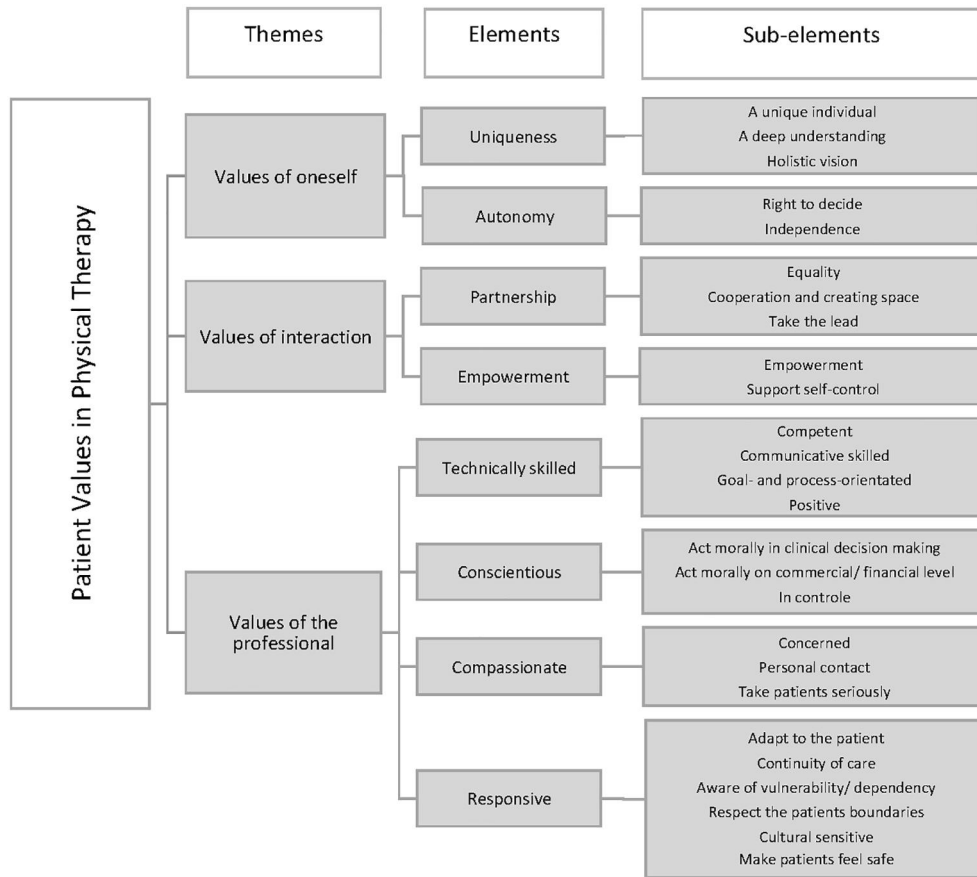 Themes
Elements
Sub-elements
Patient Values in Physical Therapy
Values of oneself
Uniqueness
A unique individual
A deep understanding
Holistic vision
Autonomy
Right to decide
Independence
Values of interaction
Partnership
Equality
Cooperation and creating space
Take the lead
Empowerment
Empowerment
Support self-control
Values of the
professional
Technically skilled
Competent
Communicative skilled
Goal- and process-orientated
Positive
Conscientious
Act morally in clinical decision making
Act morally on commercial/ financial level
In controle
Compassionate
Concerned
Personal contact
Take patients seriously
Responsive
Adapt to the patient
Continuity of care
Aware of vulnerability/ dependency
Respect the patients boundaries
Cultural sensitive
Make patients feel safe